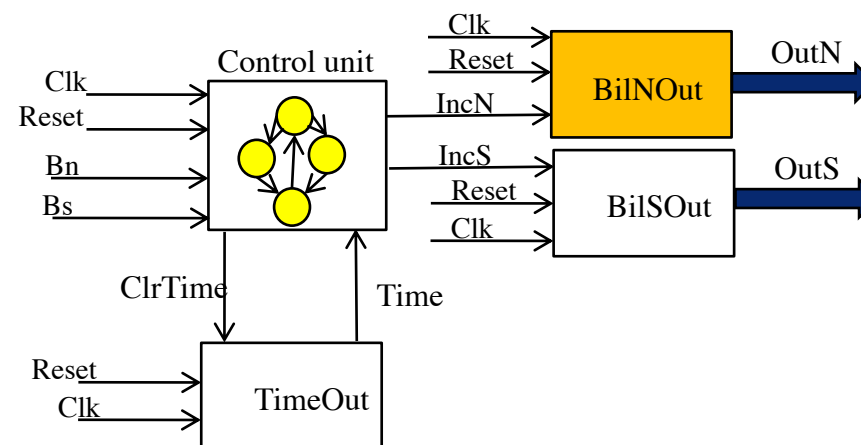 Control unit
Clk
Reset
Bn
Bs
Clk
Reset
IncN
BilNOut
OutN
IncS
Reset
Clk
BilSOut
OutS
ClrTime
Time
Reset
Clk
TimeOut